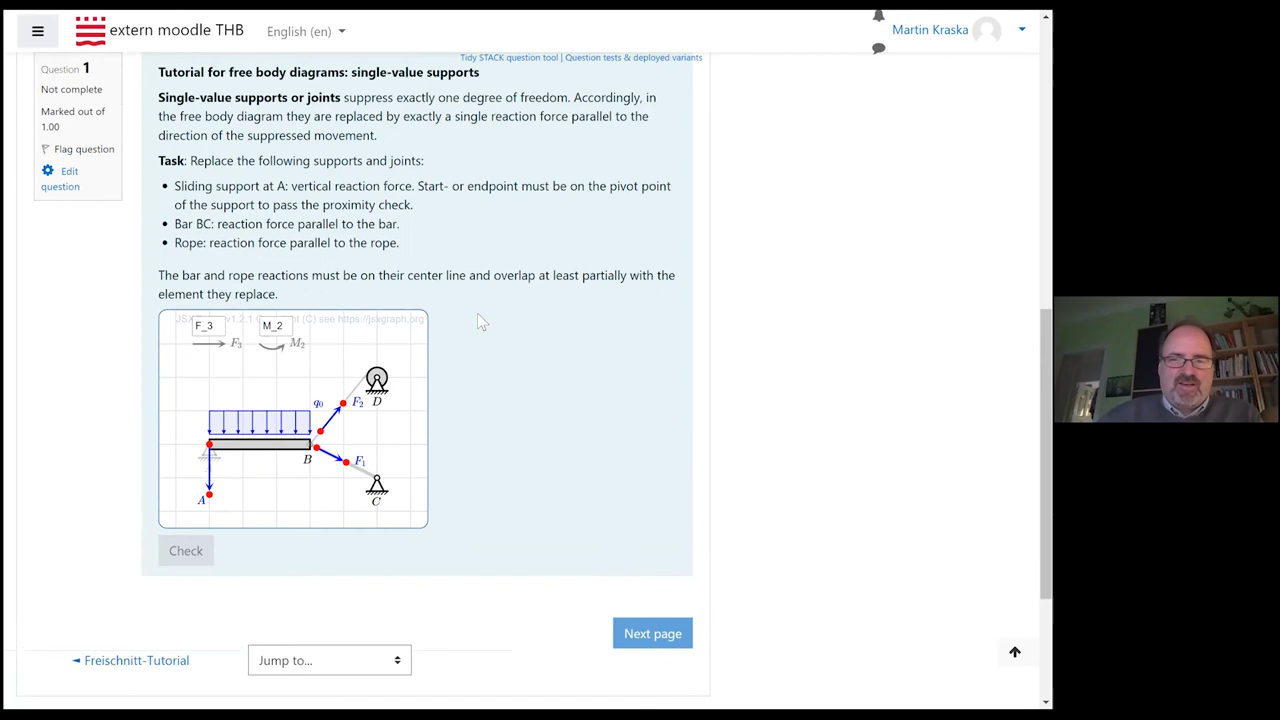 extern moodle THB
English (en)
Martin Kraska
Question 1
Not complete
Marked out of
1.00
Flag question
Edit
question
Tidy STACK question tool | Question tests & deployed variants
Tutorial for free body diagrams: single-value supports
Single-value supports or joints suppress exactly one degree of freedom. Accordingly, in
the free body diagram they are replaced by exactly a single reaction force parallel to the
direction of the suppressed movement.
Task: Replace the following supports and joints:
• Sliding support at A: vertical reaction force. Start- or endpoint must be on the pivot point
of the support to pass the proximity check.
• Bar BC: reaction force parallel to the bar.
• Rope: reaction force parallel to the rope.
The bar and rope reactions must be on their center line and overlap at least partially with the
element they replace.
v1.2.1 (C) see https://jsxgraph.org
F_3 M_2
F3 M2
q0 F2 D
B F1
A C
Check
Next page
◄ Freischnitt-Tutorial
Jump to...